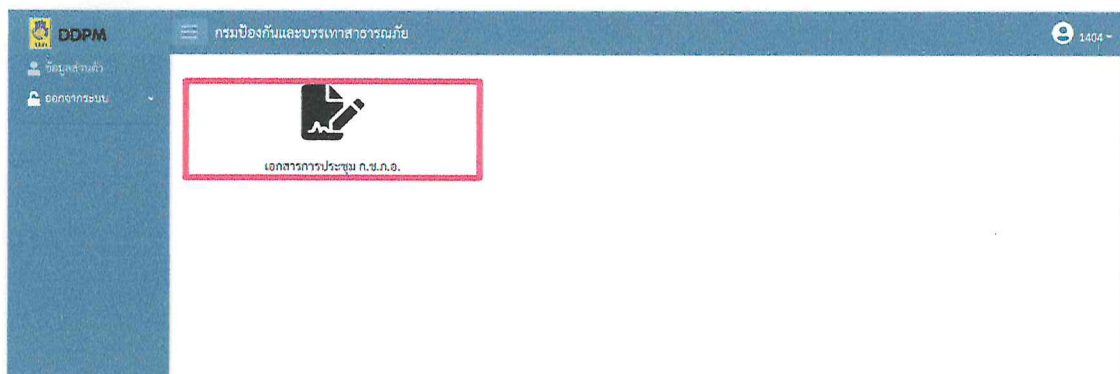 DDPM
กรมป้องกันและบรรเทาสาธารณภัย
1404
ข้อมูลส่วนตัว
ออกจากระบบ
เอกสารการประชุม ก.ช.ภ.อ.